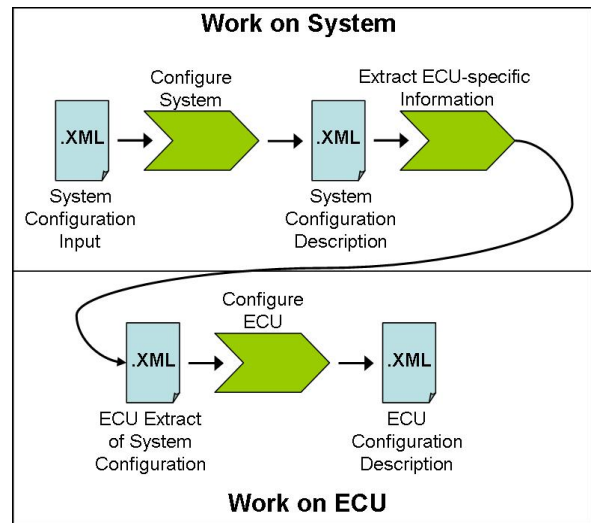 Work on System
Configure
System
Extract ECU-specific
Information
.XML
.XML
System
Configuration
Input
System
Configuration
Description
Configure
ECU
.XML
.XML
ECU Extract
of System
Configuration
ECU
Configuration
Description
Work on ECU